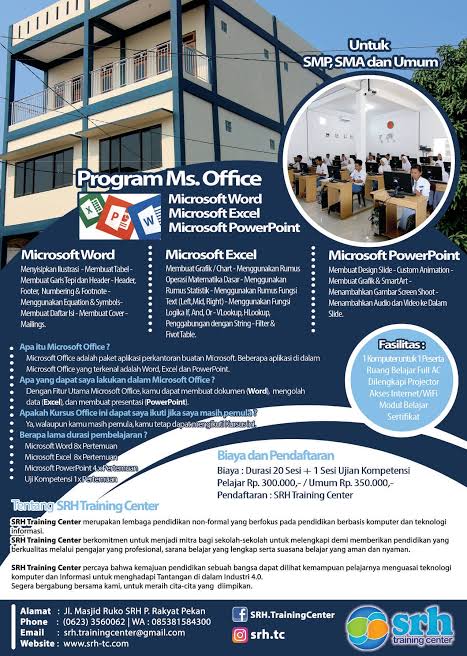 Untuk
SMP, SMA dan Umum
Program Ms. Office
Microsoft Word
Microsoft Excel
Microsoft PowerPoint
Microsoft Word
Menyisipkan Ilustrasi - Membuat Tabel -
Membuat Garis Tepi dan Header - Header,
Footer, Numbering & Footnote -
Menggunakan Equation & Symbols-
Membuat Daftar Isi - Membuat Cover -
Mailings.
Microsoft Excel
Membuat Grafik / Chart - Menggunakan Rumus
Operasi Matematika Dasar - Menggunakan
Rumus Statistik - Menggunakan Rumus Fungsi
Text (Left,Mid, Right) - Menggunakan Fungsi
Logika If, And, Or - VLookup, HLookup,
Penggabungan dengan String - Filter &
Pivot Table.
Microsoft PowerPoint
Membuat Design Slide - Custom Animation -
Membuat Grafik & SmartArt -
Menambahkan Gambar Screen Shoot -
Menambahkan Audio dan Video ke Dalam
Slide.
Apa itu Microsoft Office ?
Microsoft Office adalah paket aplikasi perkantoran buatan Microsoft. Beberapa aplikasi di dalam
Microsoft Office yang terkenal adalah Word, Excel dan PowerPoint.
Apa yang dapat saya lakukan dalam Microsoft Office ?
Dengan Fitur Utama Microsoft Office, kamu dapat membuat dokumen (Word), mengolah
data (Excel), dan membuat presentasi (PowerPoint).
Apakah Kursus Office ini dapat saya ikuti jika saya masih pemula ?
Ya, walaupun kamu masih pemula, kamu tetap dapat mengikuti Kursus ini.
Berapa lama durasi pembelajaran ?
Microsoft Word 8x Pertemuan
Microsoft Excel 8x Pertemuan
Microsoft PowerPoint 4x Pertemuan
Uji Kompetensi 1x Pertemuan
Fasilitas :
1 Komputer untuk 1 Peserta
Ruang Belajar Full AC
Dilengkapi Projector
Akses Internet/WiFi
Modul Belajar
Sertifikat
Biaya dan Pendaftaran
Biaya : Durasi 20 Sesi + 1 Sesi Ujian Kompetensi
Pelajar Rp. 300.000,- / Umum Rp. 350.000,-
Pendaftaran : SRH Training Center
Tentang SRH Training Center
SRH Training Center merupakan lembaga pendidikan non-formal yang berfokus pada pendidikan berbasis komputer dan teknologi
informasi.
SRH Training Center berkomitmen untuk menjadi mitra bagi sekolah-sekolah untuk melengkapi demi memberikan pendidikan yang
berkualitas melalui pengajar yang profesional, sarana belajar yang lengkap serta suasana belajar yang aman dan nyaman.
SRH Training Center percaya bahwa kemajuan pendidikan sebuah bangsa dapat dilihat kemampuan pelajarnya menguasai teknologi
komputer dan Informasi untuk menghadapi Tantangan di dalam Industri 4.0.
Segera bergabung bersama kami, untuk meraih cita-cita yang diimpikan.
Alamat : Jl. Masjid Ruko SRH P. Rakyat Pekan
Phone : (0623) 3560062 | WA : 085381584300
Email : srh.trainingcenter@gmail.com
Website : www.srh-tc.com
SRH.TrainingCenter
srh.tc
srh
training center